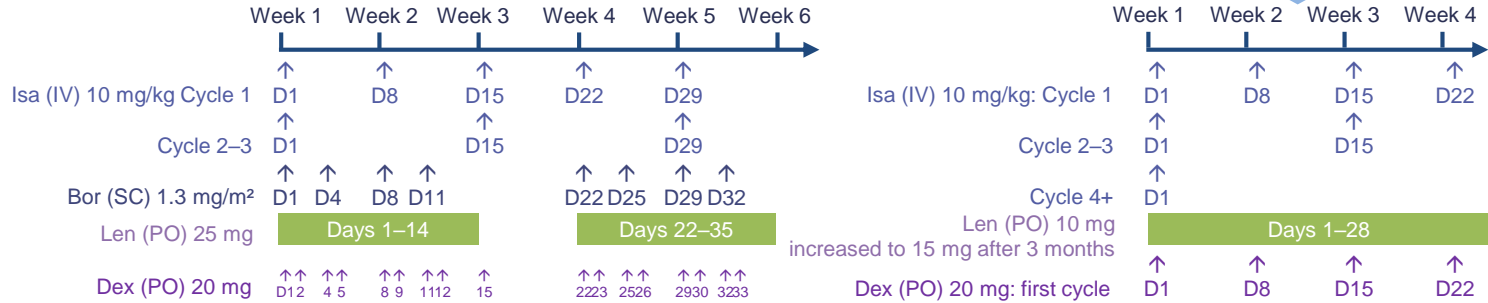 Week 1 Week 2 Week 3 Week 4 Week 5 Week 6
Isa (IV) 10 mg/kg Cycle 1 D1 D8 D15 D22 D29
Cycle 2–3 D1 D15 D29
Bor (SC) 1.3 mg/m² D1 D4 D8 D11 D22 D25 D29 D32
Len (PO) 25 mg Days 1–14 Days 22–35
Dex (PO) 20 mg D1 2 4 5 8 9 11 12 15 22 23 25 26 29 30 32 33
Week 1 Week 2 Week 3 Week 4
Isa (IV) 10 mg/kg: Cycle 1 D1 D8 D15 D22
Cycle 2–3 D1 D15
Cycle 4+ D1
Len (PO) 10 mg
increased to 15 mg after 3 months Days 1–28
Dex (PO) 20 mg: first cycle D1 D8 D15 D22